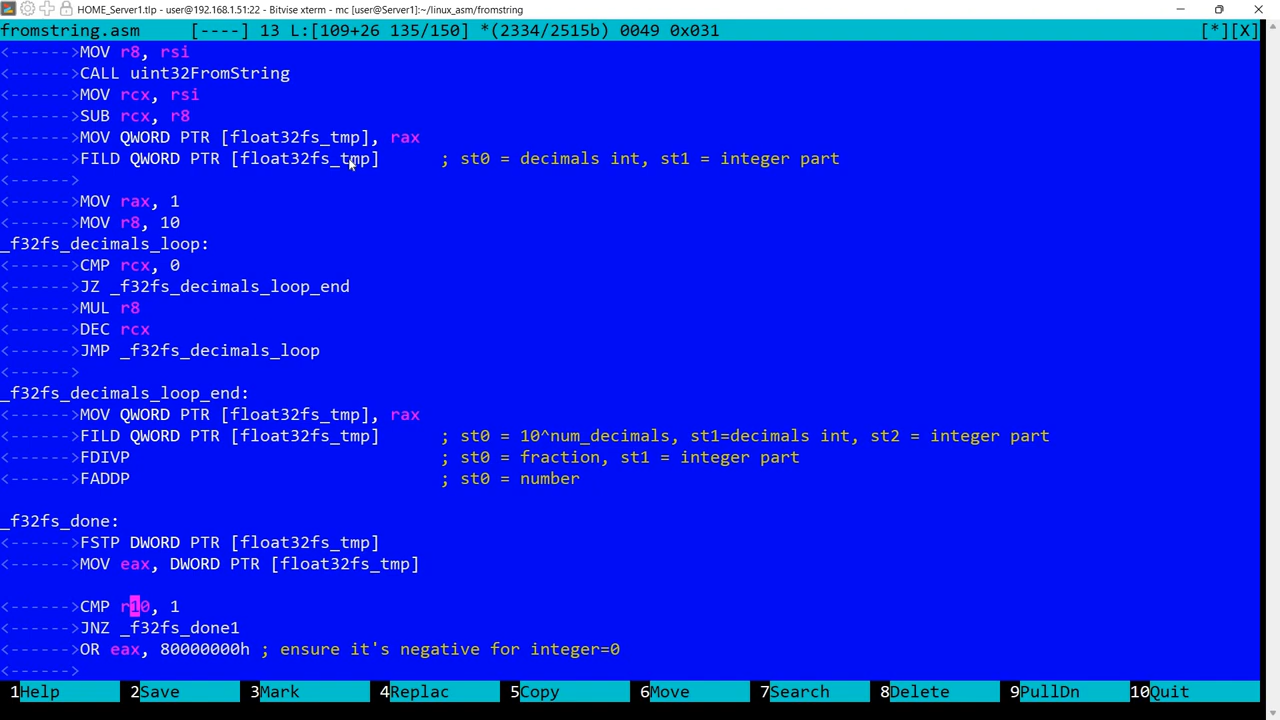 HOME_Server1.tlp - user@192.168.1.51:22 - Bitvise xterm - mc [user@Server1]:~/linux_asm/fromstring
fromstring.asm [----] 13 L:[109+26 135/150] *(2334/2515b) 0049 0x031 [*][X]
<------>MOV r8, rsi
<------>CALL uint32FromString
<------>MOV rcx, rsi
<------>SUB rcx, r8
<------>MOV QWORD PTR [float32fs_tmp], rax
<------>FILD QWORD PTR [float32fs_tmp] ; st0 = decimals int, st1 = integer part
<------>
<------>MOV rax, 1
<------>MOV r8, 10
_f32fs_decimals_loop:
<------>CMP rcx, 0
<------>JZ _f32fs_decimals_loop_end
<------>MUL r8
<------>DEC rcx
<------>JMP _f32fs_decimals_loop
<------>
_f32fs_decimals_loop_end:
<------>MOV QWORD PTR [float32fs_tmp], rax
<------>FILD QWORD PTR [float32fs_tmp] ; st0 = 10^num_decimals, st1=decimals int, st2 = integer part
<------>FDIVP ; st0 = fraction, st1 = integer part
<------>FADDP ; st0 = number
_f32fs_done:
<------>FSTP DWORD PTR [float32fs_tmp]
<------>MOV eax, DWORD PTR [float32fs_tmp]
<------>CMP r10, 1
<------>JNZ _f32fs_done1
<------>OR eax, 80000000h ; ensure it's negative for integer=0
<------>
1Help 2Save 3Mark 4Replac 5Copy 6Move 7Search 8Delete 9PullDn 10Quit